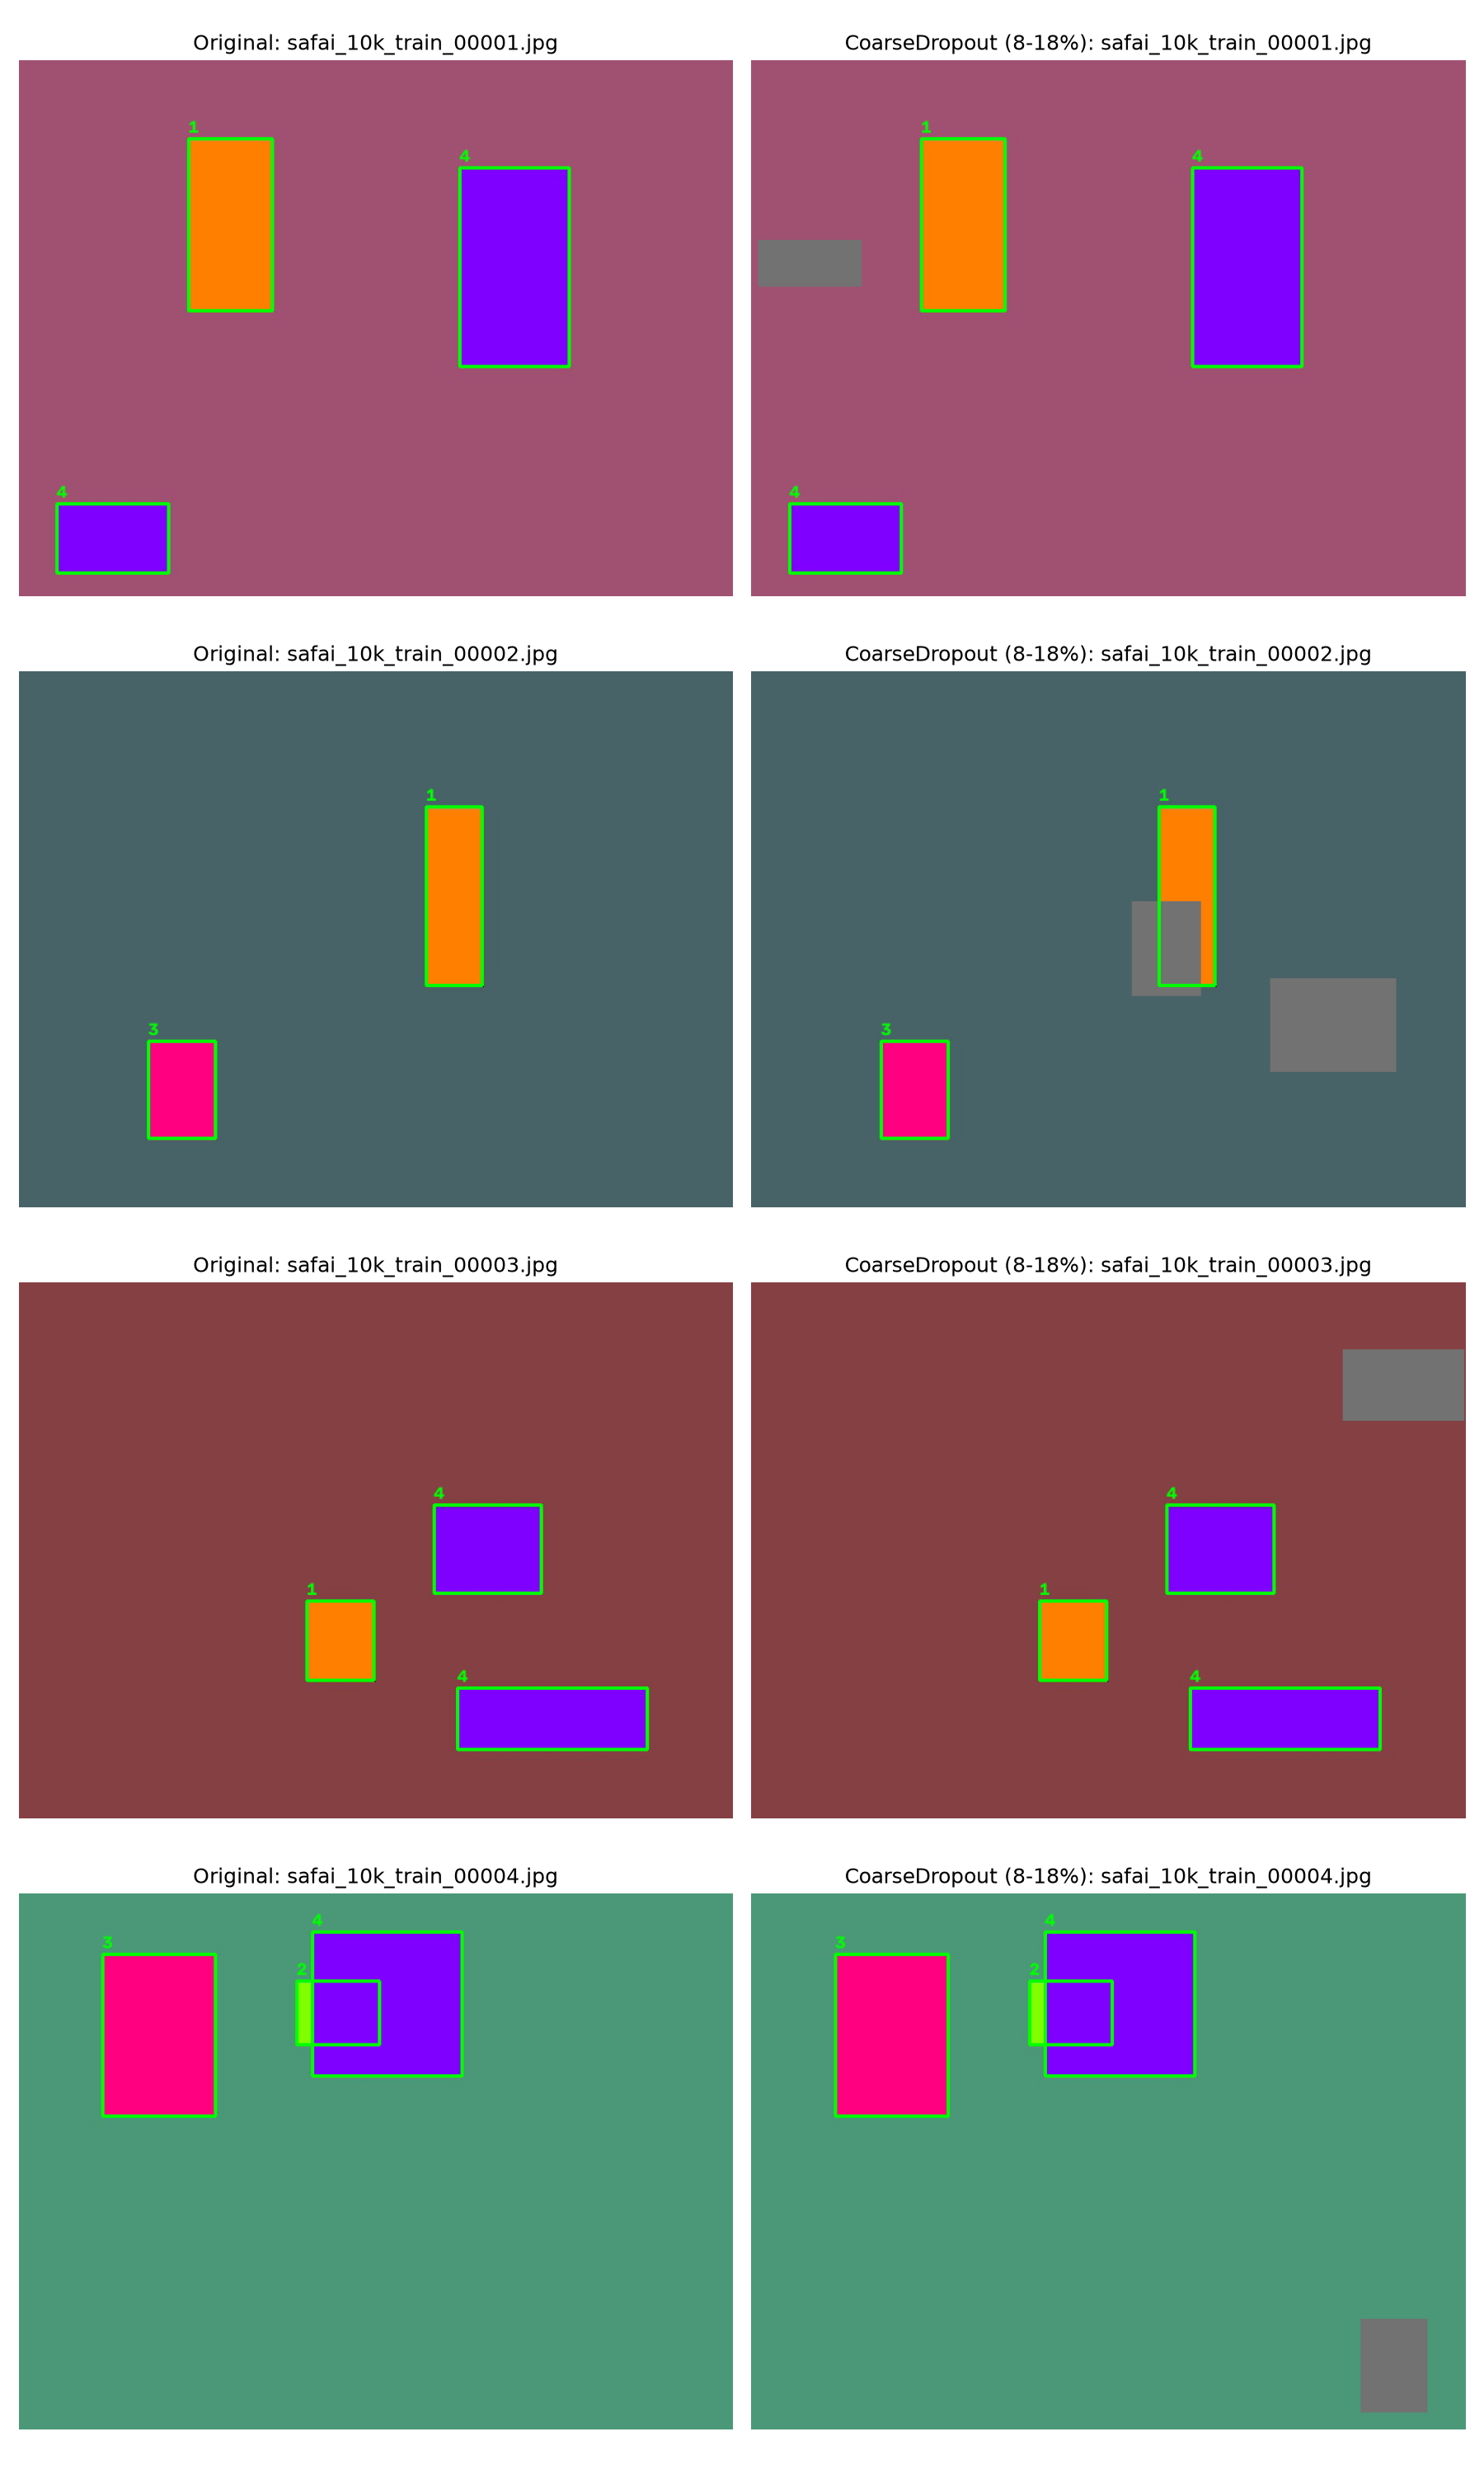 Original: safai_10k_train_00001.jpg
CoarseDropout (8-18%): safai_10k_train_00001.jpg
1
4
4
1
4
4
Original: safai_10k_train_00002.jpg
CoarseDropout (8-18%): safai_10k_train_00002.jpg
1
3
1
3
Original: safai_10k_train_00003.jpg
CoarseDropout (8-18%): safai_10k_train_00003.jpg
4
1
4
4
1
4
Original: safai_10k_train_00004.jpg
CoarseDropout (8-18%): safai_10k_train_00004.jpg
4
3
2
4
3
2